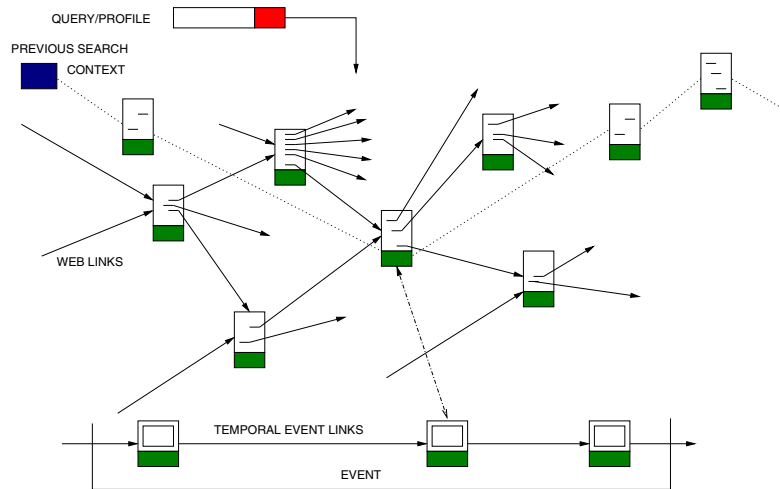 QUERY/PROFILE
PREVIOUS SEARCH
CONTEXT
WEB LINKS
TEMPORAL EVENT LINKS
EVENT